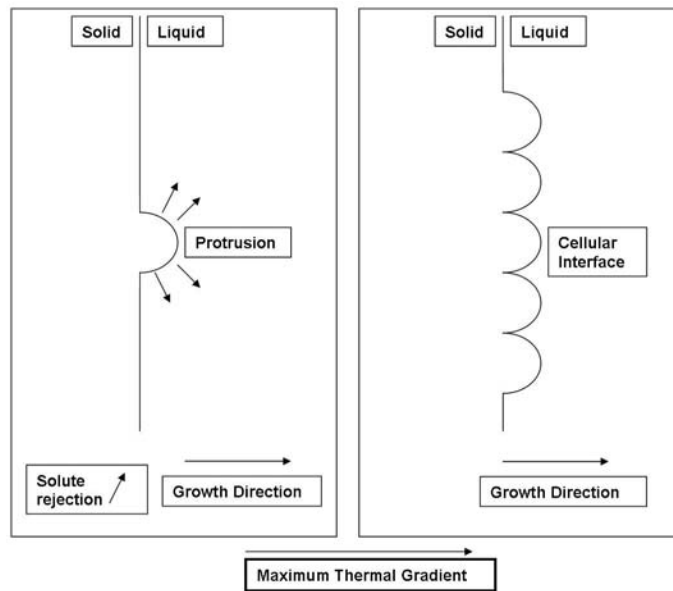 Solid
Liquid
Protrusion
Solute
rejection
Growth Direction
Solid
Liquid
Cellular
Interface
Growth Direction
Maximum Thermal Gradient